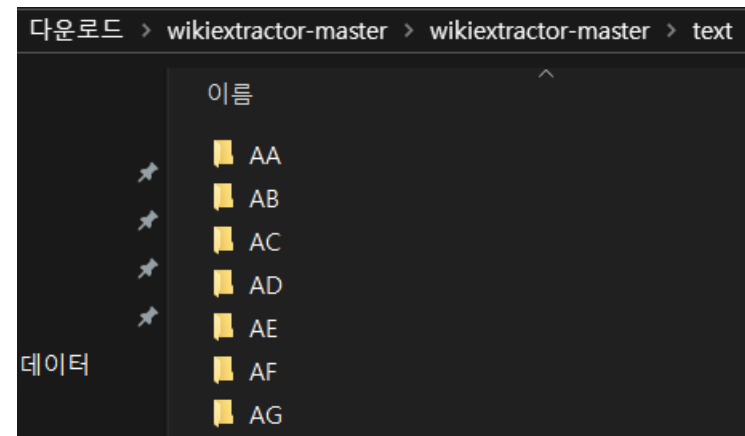 다운로드 > wikiextractor-master > wikiextractor-master > text
이름
AA
AB
AC
AD
AE
데이터
AF
AG